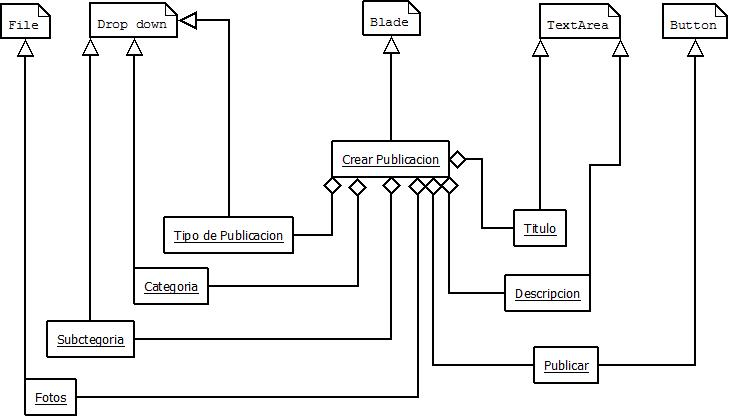 File
Drop down
Blade
TextArea
Button
Crear Publicacion
Tipo de Publicacion
Titulo
Categoria
Descripcion
Subctegoria
Publicar
Fotos